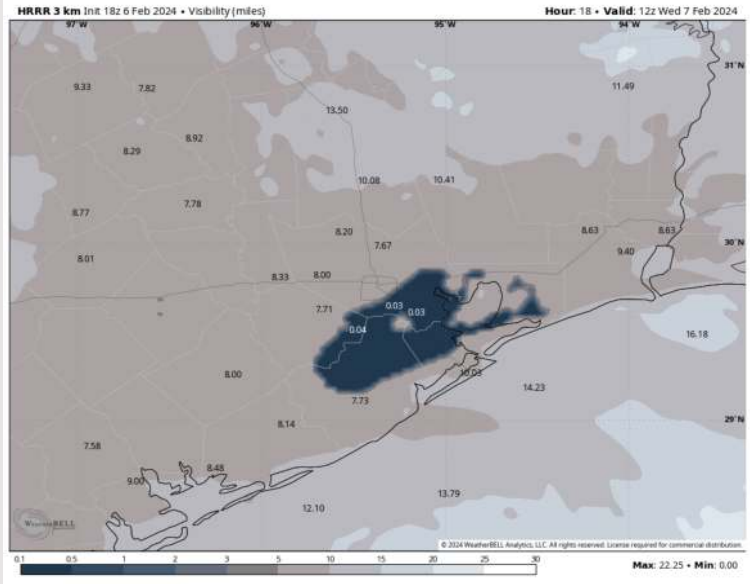 HRRR 3 km Init 18z 6 Feb 2024 • Visibility (miles) Hour: 18 • Valid: 12z Wed 7 Feb 2024
97°W 96°W 95°W 94°W
31°N
9.33 7.82 11.49
13.50
8.92
8.29
10.08 10.41
7.78
8.77
8.20 8.63 8.63
30°N
7.67
9.40
8.01
8.33 8.00
7.71 0.03
0.03
0.04
16.18
8.00 10.03
14.23
7.73
8.14 29°N
7.58
8.48
9.00
13.79
12.10
WeatherBELL
© 2024 WeatherBELL Analytics, LLC. All rights reserved. License required for commercial distribution.
0.1 0.5 1 2 3 5 10 15 20 25 30
Max: 22.25 • Min: 0.00